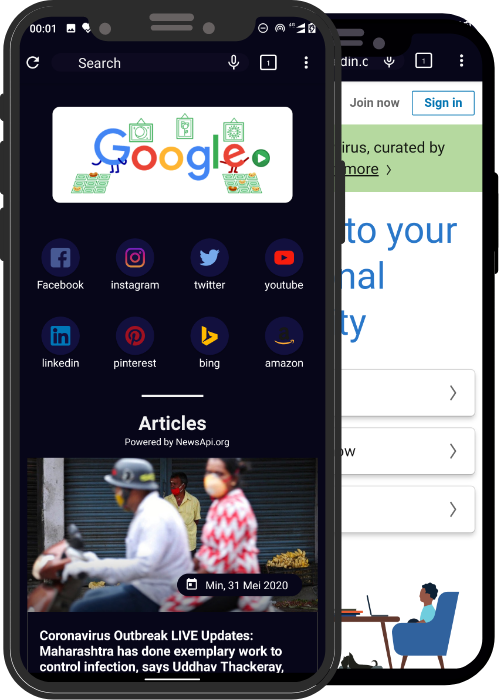 00:01
Search
1
Google
Facebook
instagram
twitter
youtube
linkedin
pinterest
bing
amazon
Articles
Powered by NewsApi.org
Min, 31 Mei 2020
Coronavirus Outbreak LIVE Updates:
Maharashtra has done exemplary work to
control infection, says Uddhav Thackeray,
din.c
1
Join now
Sign in
irus, curated by
more
to your
nal
ty
ow